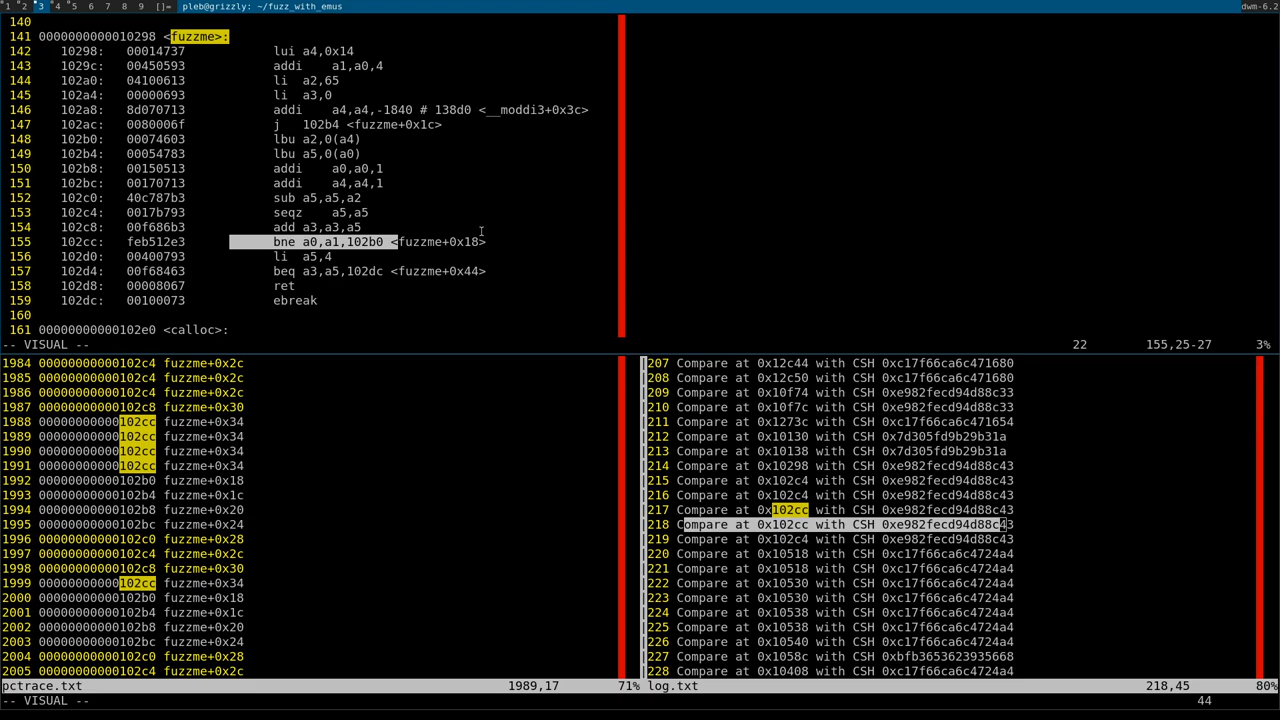 1 2 3 4 5 6 7 8 9 []= pleb@grizzly: ~/fuzz_with_emus dwm-6.2
140
141 0000000000010298 <fuzzme>:
142 10298: 00014737 lui a4,0x14
143 1029c: 00450593 addi a1,a0,4
144 102a0: 04100613 li a2,65
145 102a4: 00000693 li a3,0
146 102a8: 8d070713 addi a4,a4,-1840 # 138d0 <__moddi3+0x3c>
147 102ac: 0080006f j 102b4 <fuzzme+0x1c>
148 102b0: 00074603 lbu a2,0(a4)
149 102b4: 00054783 lbu a5,0(a0)
150 102b8: 00150513 addi a0,a0,1
151 102bc: 00170713 addi a4,a4,1
152 102c0: 40c787b3 sub a5,a5,a2
153 102c4: 0017b793 seqz a5,a5
154 102c8: 00f686b3 add a3,a3,a5
155 102cc: feb512e3 bne a0,a1,102b0 <fuzzme+0x18>
156 102d0: 00400793 li a5,4
157 102d4: 00f68463 beq a3,a5,102dc <fuzzme+0x44>
158 102d8: 00008067 ret
159 102dc: 00100073 ebreak
160
161 00000000000102e0 <calloc>:
-- VISUAL -- 22 155,25-27 3%
1984 00000000000102c4 fuzzme+0x2c
1985 00000000000102c4 fuzzme+0x2c
1986 00000000000102c4 fuzzme+0x2c
1987 00000000000102c8 fuzzme+0x30
1988 00000000000102cc fuzzme+0x34
1989 00000000000102cc fuzzme+0x34
1990 00000000000102cc fuzzme+0x34
1991 00000000000102cc fuzzme+0x34
1992 00000000000102b0 fuzzme+0x18
1993 00000000000102b4 fuzzme+0x1c
1994 00000000000102b8 fuzzme+0x20
1995 00000000000102bc fuzzme+0x24
1996 00000000000102c0 fuzzme+0x28
1997 00000000000102c4 fuzzme+0x2c
1998 00000000000102c8 fuzzme+0x30
1999 00000000000102cc fuzzme+0x34
2000 00000000000102b0 fuzzme+0x18
2001 00000000000102b4 fuzzme+0x1c
2002 00000000000102b8 fuzzme+0x20
2003 00000000000102bc fuzzme+0x24
2004 00000000000102c0 fuzzme+0x28
2005 00000000000102c4 fuzzme+0x2c
pctrace.txt 1989,17 71%
207 Compare at 0x12c44 with CSH 0xc17f66ca6c471680
208 Compare at 0x12c50 with CSH 0xc17f66ca6c471680
209 Compare at 0x10f74 with CSH 0xe982fecd94d88c33
210 Compare at 0x10f7c with CSH 0xe982fecd94d88c33
211 Compare at 0x1273c with CSH 0xc17f66ca6c471654
212 Compare at 0x10130 with CSH 0x7d305fd9b29b31a
213 Compare at 0x10138 with CSH 0x7d305fd9b29b31a
214 Compare at 0x10298 with CSH 0xe982fecd94d88c43
215 Compare at 0x102c4 with CSH 0xe982fecd94d88c43
216 Compare at 0x102c4 with CSH 0xe982fecd94d88c43
217 Compare at 0x102cc with CSH 0xe982fecd94d88c43
218 Compare at 0x102cc with CSH 0xe982fecd94d88c43
219 Compare at 0x102c4 with CSH 0xe982fecd94d88c43
220 Compare at 0x10518 with CSH 0xc17f66ca6c4724a4
221 Compare at 0x10518 with CSH 0xc17f66ca6c4724a4
222 Compare at 0x10530 with CSH 0xc17f66ca6c4724a4
223 Compare at 0x10530 with CSH 0xc17f66ca6c4724a4
224 Compare at 0x10538 with CSH 0xc17f66ca6c4724a4
225 Compare at 0x10538 with CSH 0xc17f66ca6c4724a4
226 Compare at 0x10540 with CSH 0xc17f66ca6c4724a4
227 Compare at 0x1058c with CSH 0xbfb3653623935668
228 Compare at 0x10408 with CSH 0xc17f66ca6c4724a4
log.txt 218,45 80%
-- VISUAL -- 44